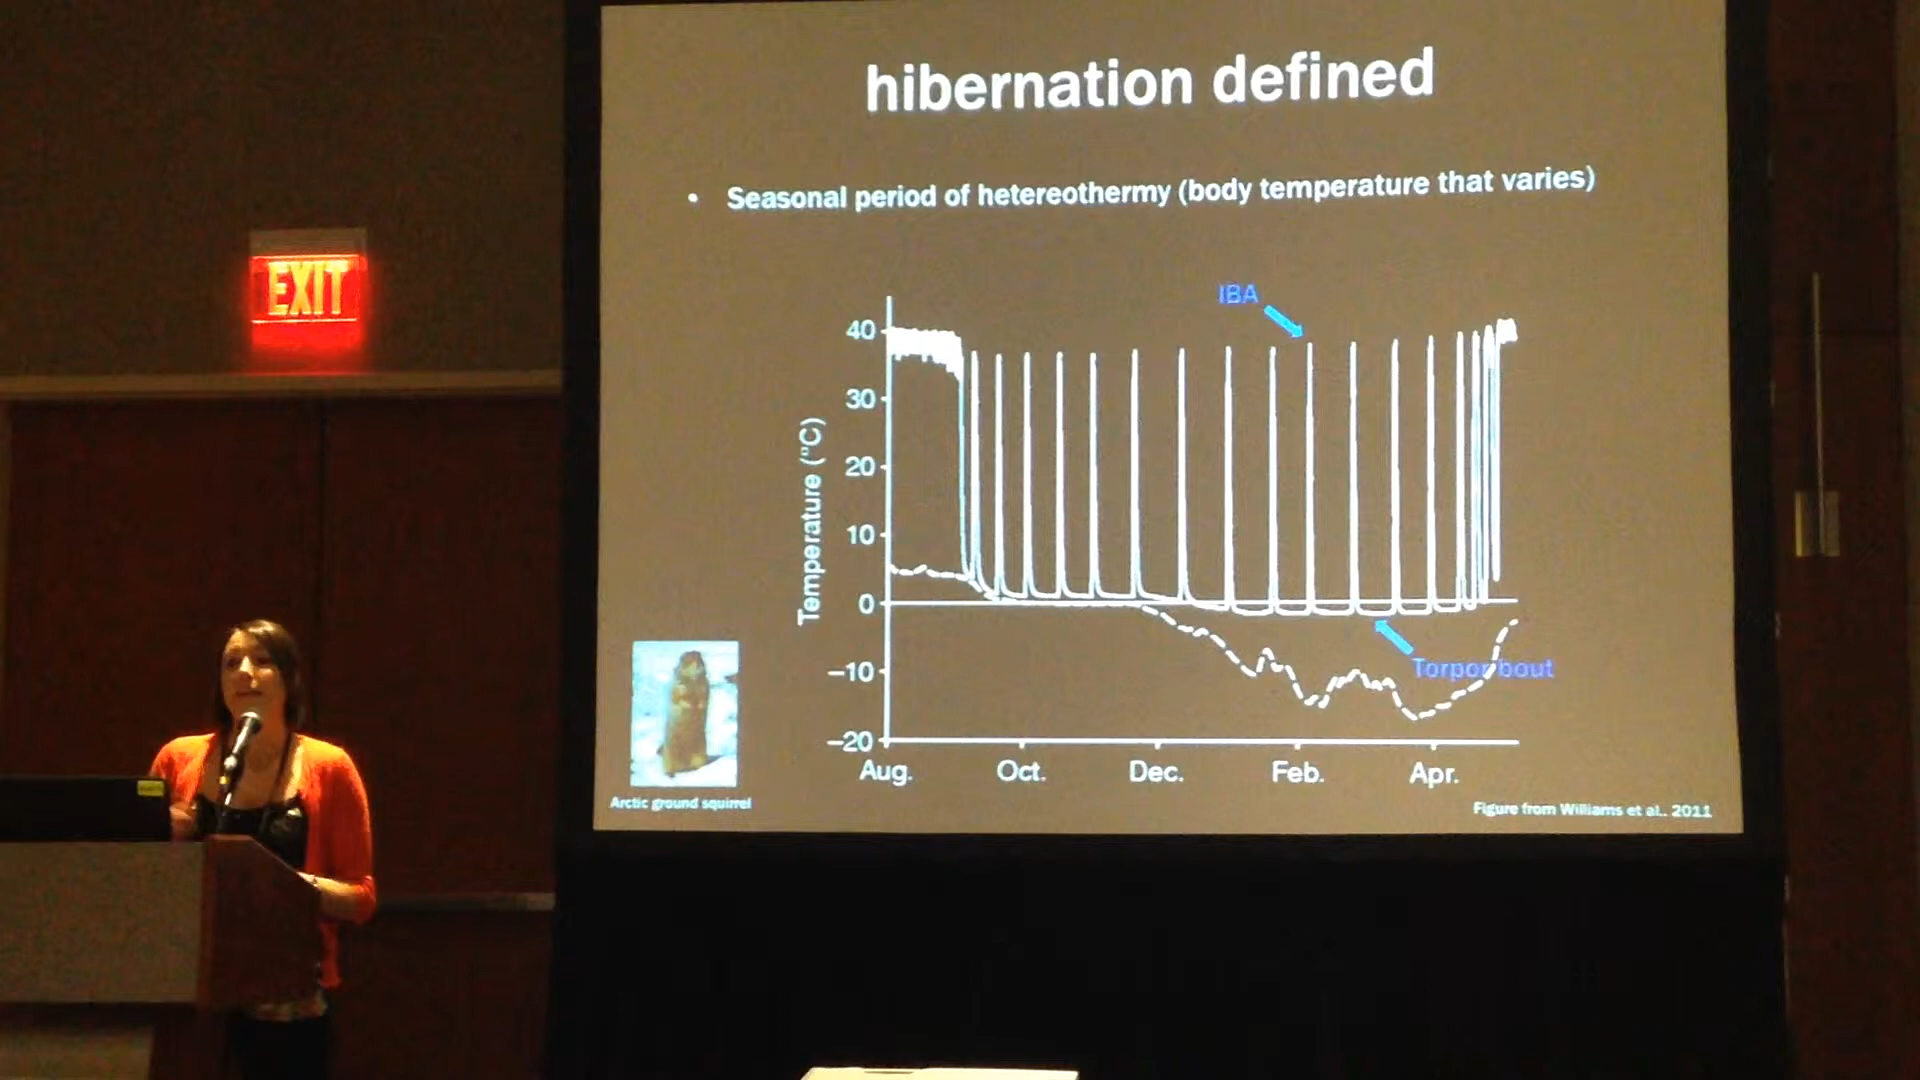 hibernation defined
• Seasonal period of hetereothermy (body temperature that varies)
EXIT
IBA
40
30
20
10
0
−10
−20
Temperature (°C)
Torpor bout
Aug. Oct. Dec. Feb. Apr.
Arctic ground squirrel
Figure from Williams et al., 2011